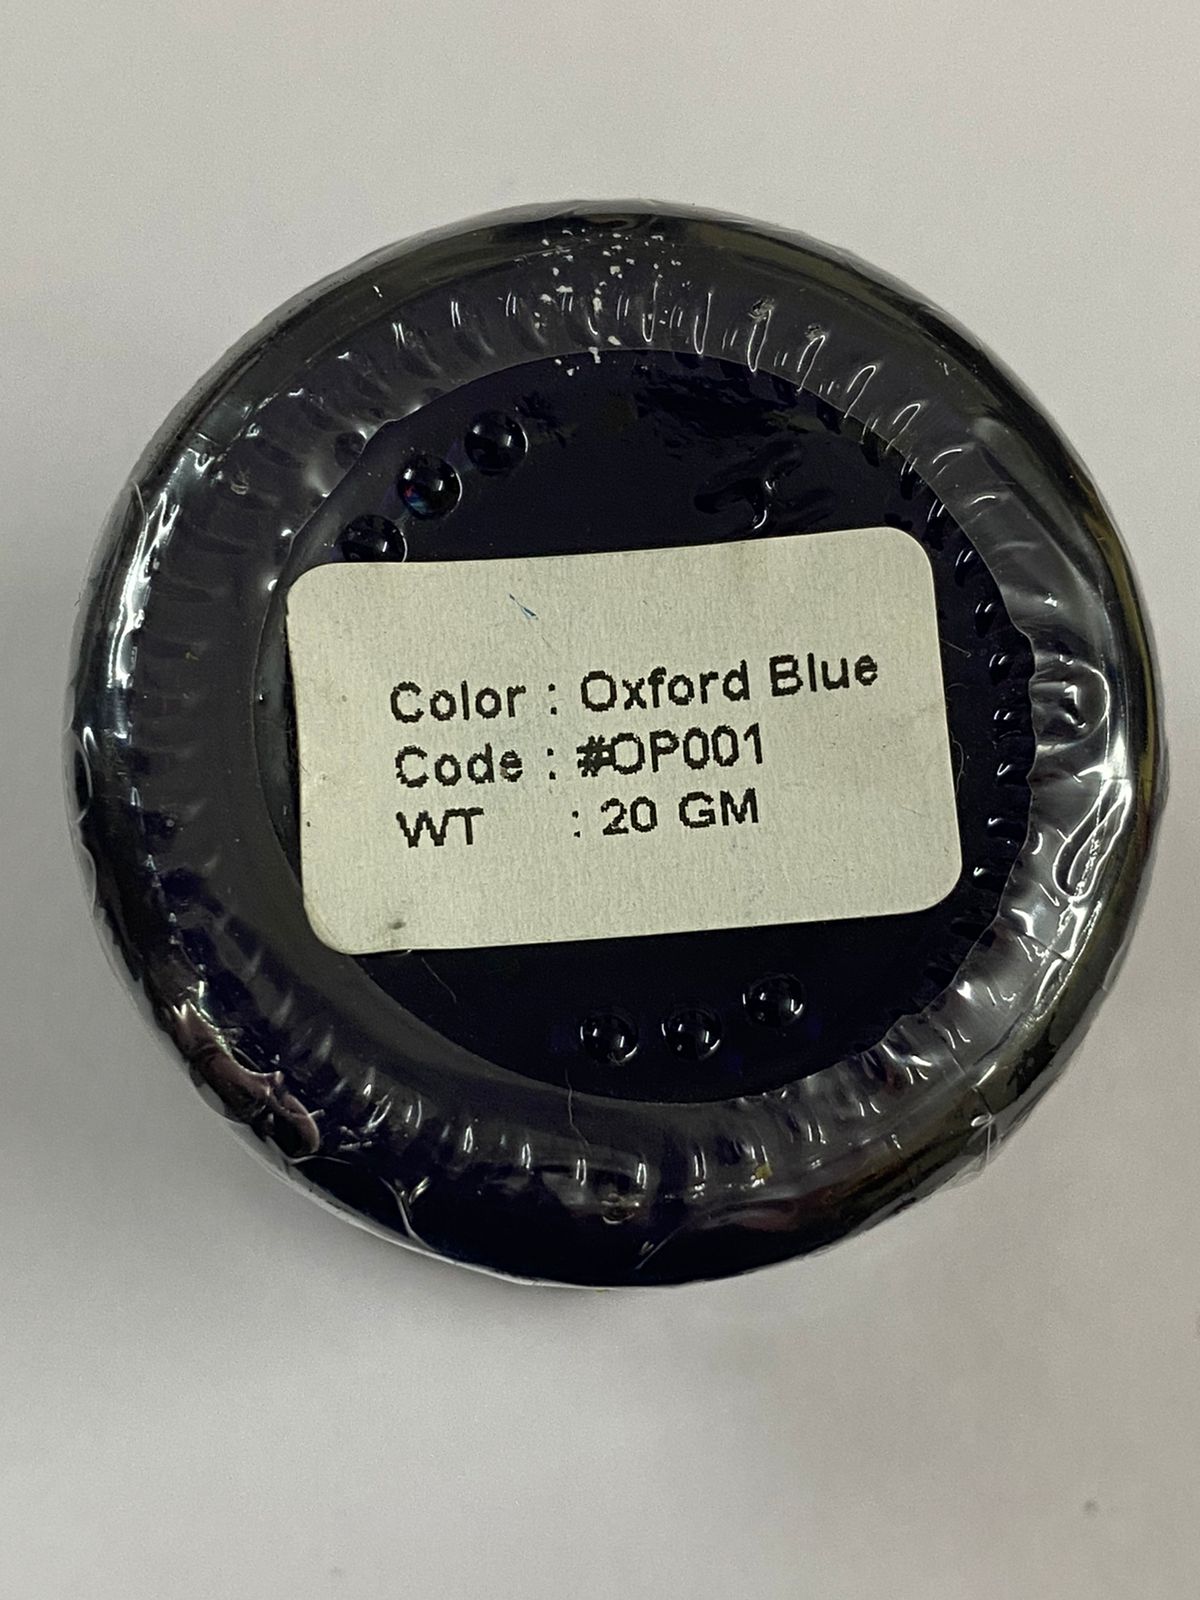 Color : Oxford Blue
Code : #OP001
WT : 20 GM